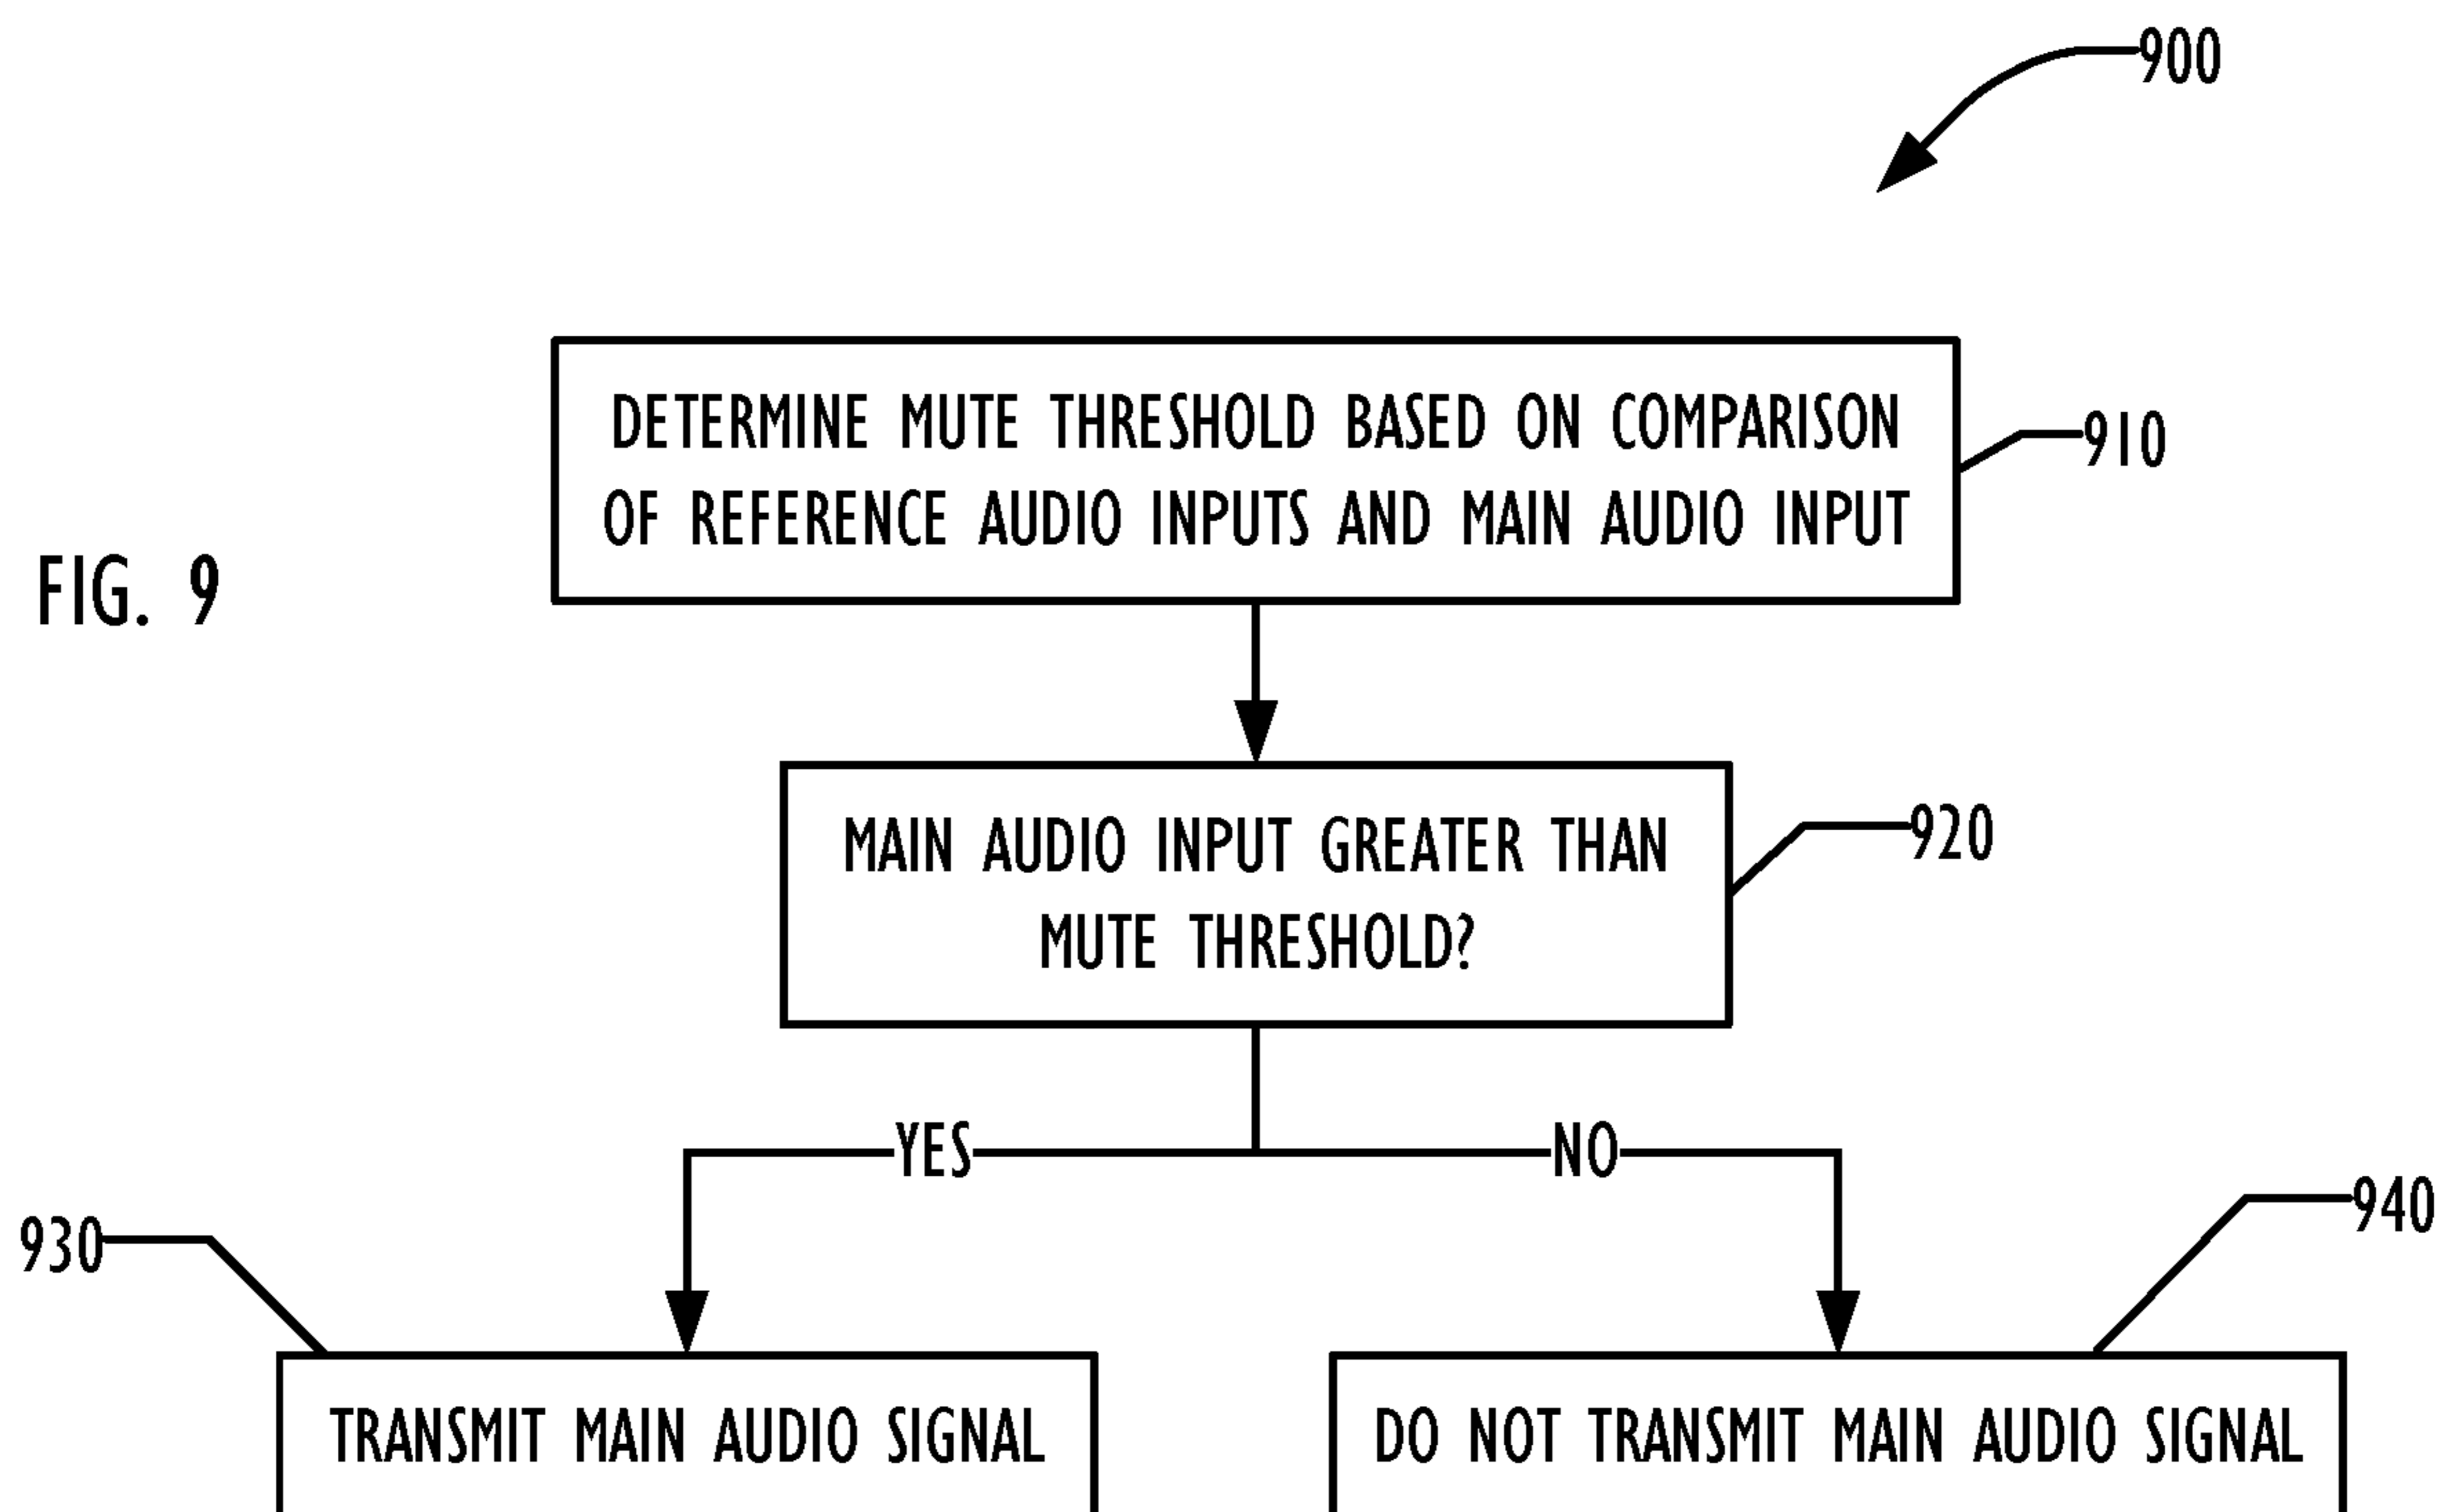 900
DETERMINE MUTE THRESHOLD BASED ON COMPARISON
OF REFERENCE AUDIO INPUTS AND MAIN AUDIO INPUT
910
FIG. 9
MAIN AUDIO INPUT GREATER THAN
MUTE THRESHOLD?
920
YES
NO
930
940
TRANSMIT MAIN AUDIO SIGNAL
DO NOT TRANSMIT MAIN AUDIO SIGNAL